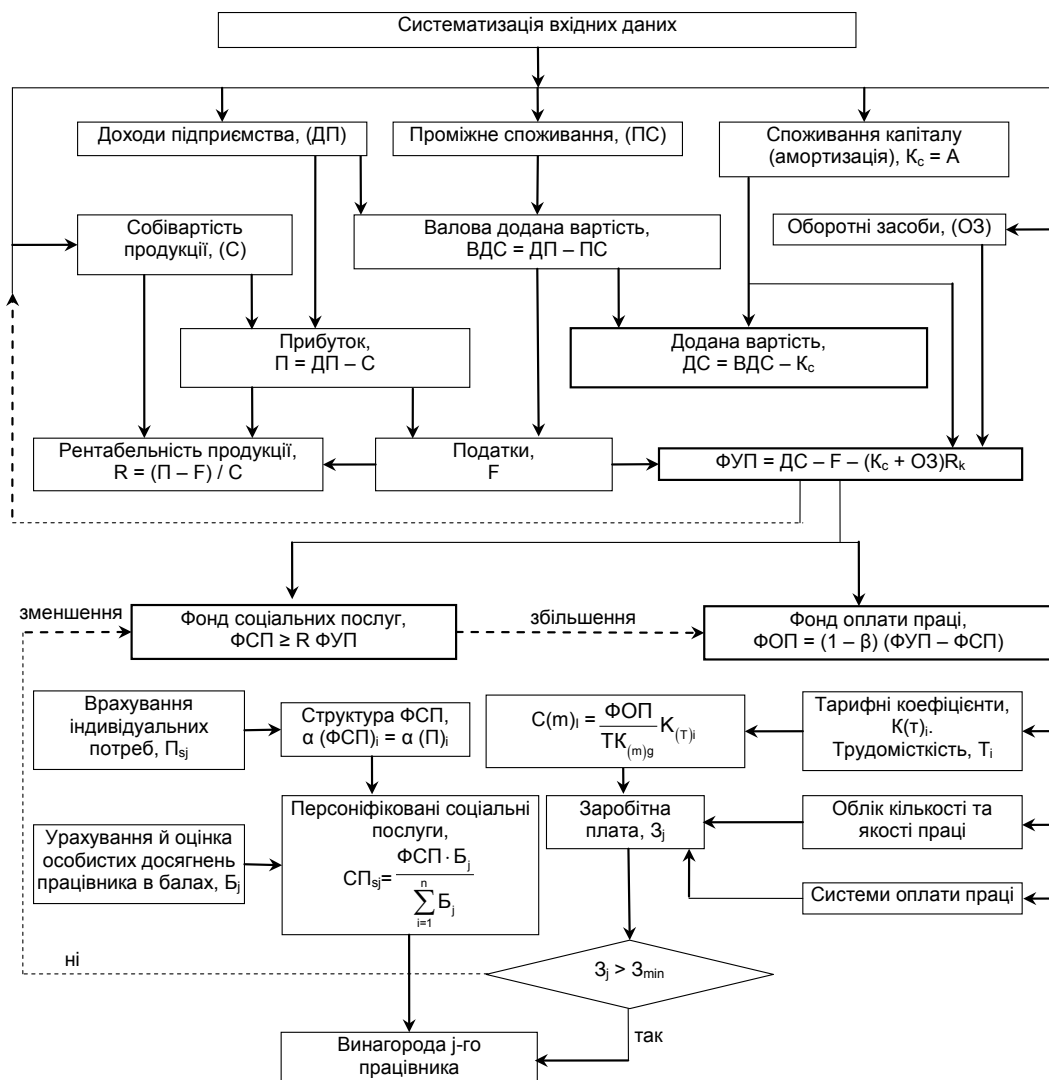 Систематизація вхідних даних
Доходи підприємства, (ДП)
Проміжне споживання, (ПС)
Споживання капіталу
(амортизація), Кс = А
Собівартість
продукції, (С)
Валова додана вартість,
ВДС = ДП – ПС
Оборотні засоби, (ОЗ)
Прибуток,
П = ДП – С
Додана вартість,
ДС = ВДС – Кс
Рентабельність продукції,
R = (П – F) / С
Податки,
F
ФУП = ДС – F – (Кс + ОЗ)Rk
зменшення
Фонд соціальних послуг,
ФСП ≥ R ФУП
збільшення
Фонд оплати праці,
ФОП = (1 – β) (ФУП – ФСП)
Врахування
індивідуальних
потреб, Пsj
Структура ФСП,
α (ФСП)i = α (П)i
C(m)I = ФОП / ТК(m)g K(T)i
Тарифні коефіцієнти,
К(т)i.
Трудомісткість, Тi
Урахування й оцінка
особистих досягнень
працівника в балах, Бj
Персоніфіковані соціальні
послуги,
СПsj= ФСП · Бj / n∑i=1 Бj
Заробітна
плата, Зj
Облік кількості та
якості праці
Системи оплати праці
ні
Зj > Зmin
так
Винагорода j-го
працівника